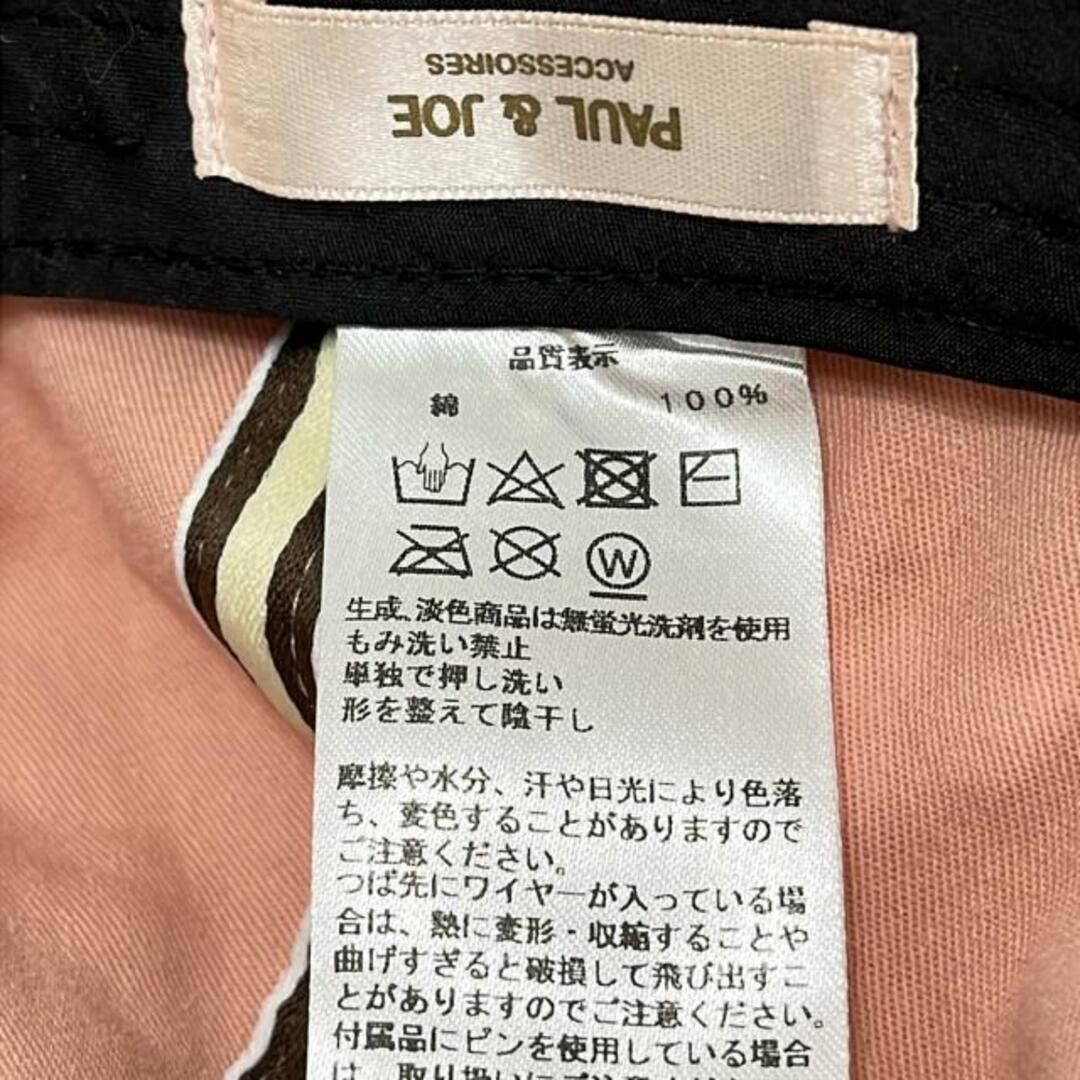 PAUL & JOE
ACCESSOIRES
品質表示
綿 100%
W
生成、淡色商品は無蛍光洗剤を使用
もみ洗い禁止
単独で押し洗い
形を整えて陰干し
摩擦や水分、汗や日光により色落
ち、変色することがありますので
ご注意ください。
つば先にワイヤーが入っている場
合は、熱に変形・収縮することや
曲げすぎると破損して飛び出すこ
とがありますのでご注意ください。
付属品にピンを使用している場合
は、取り扱いに